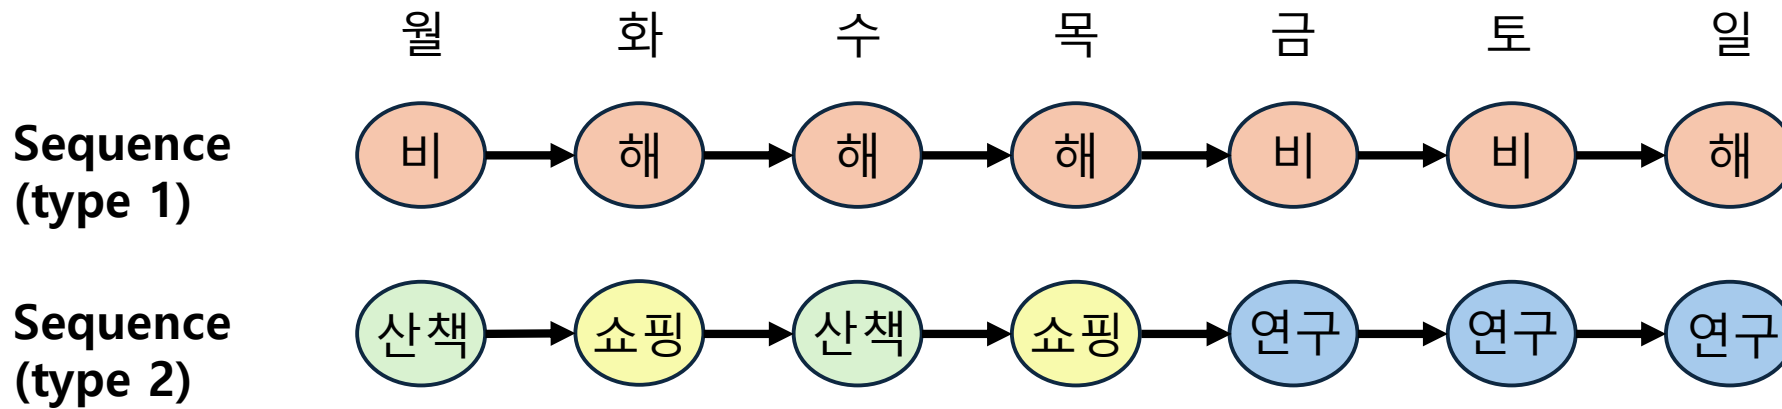 월 화 수 목 금 토 일
Sequence
(type 1)
비 해 해 해 비 비 해
Sequence
(type 2)
산책 쇼핑 산책 쇼핑 연구 연구 연구